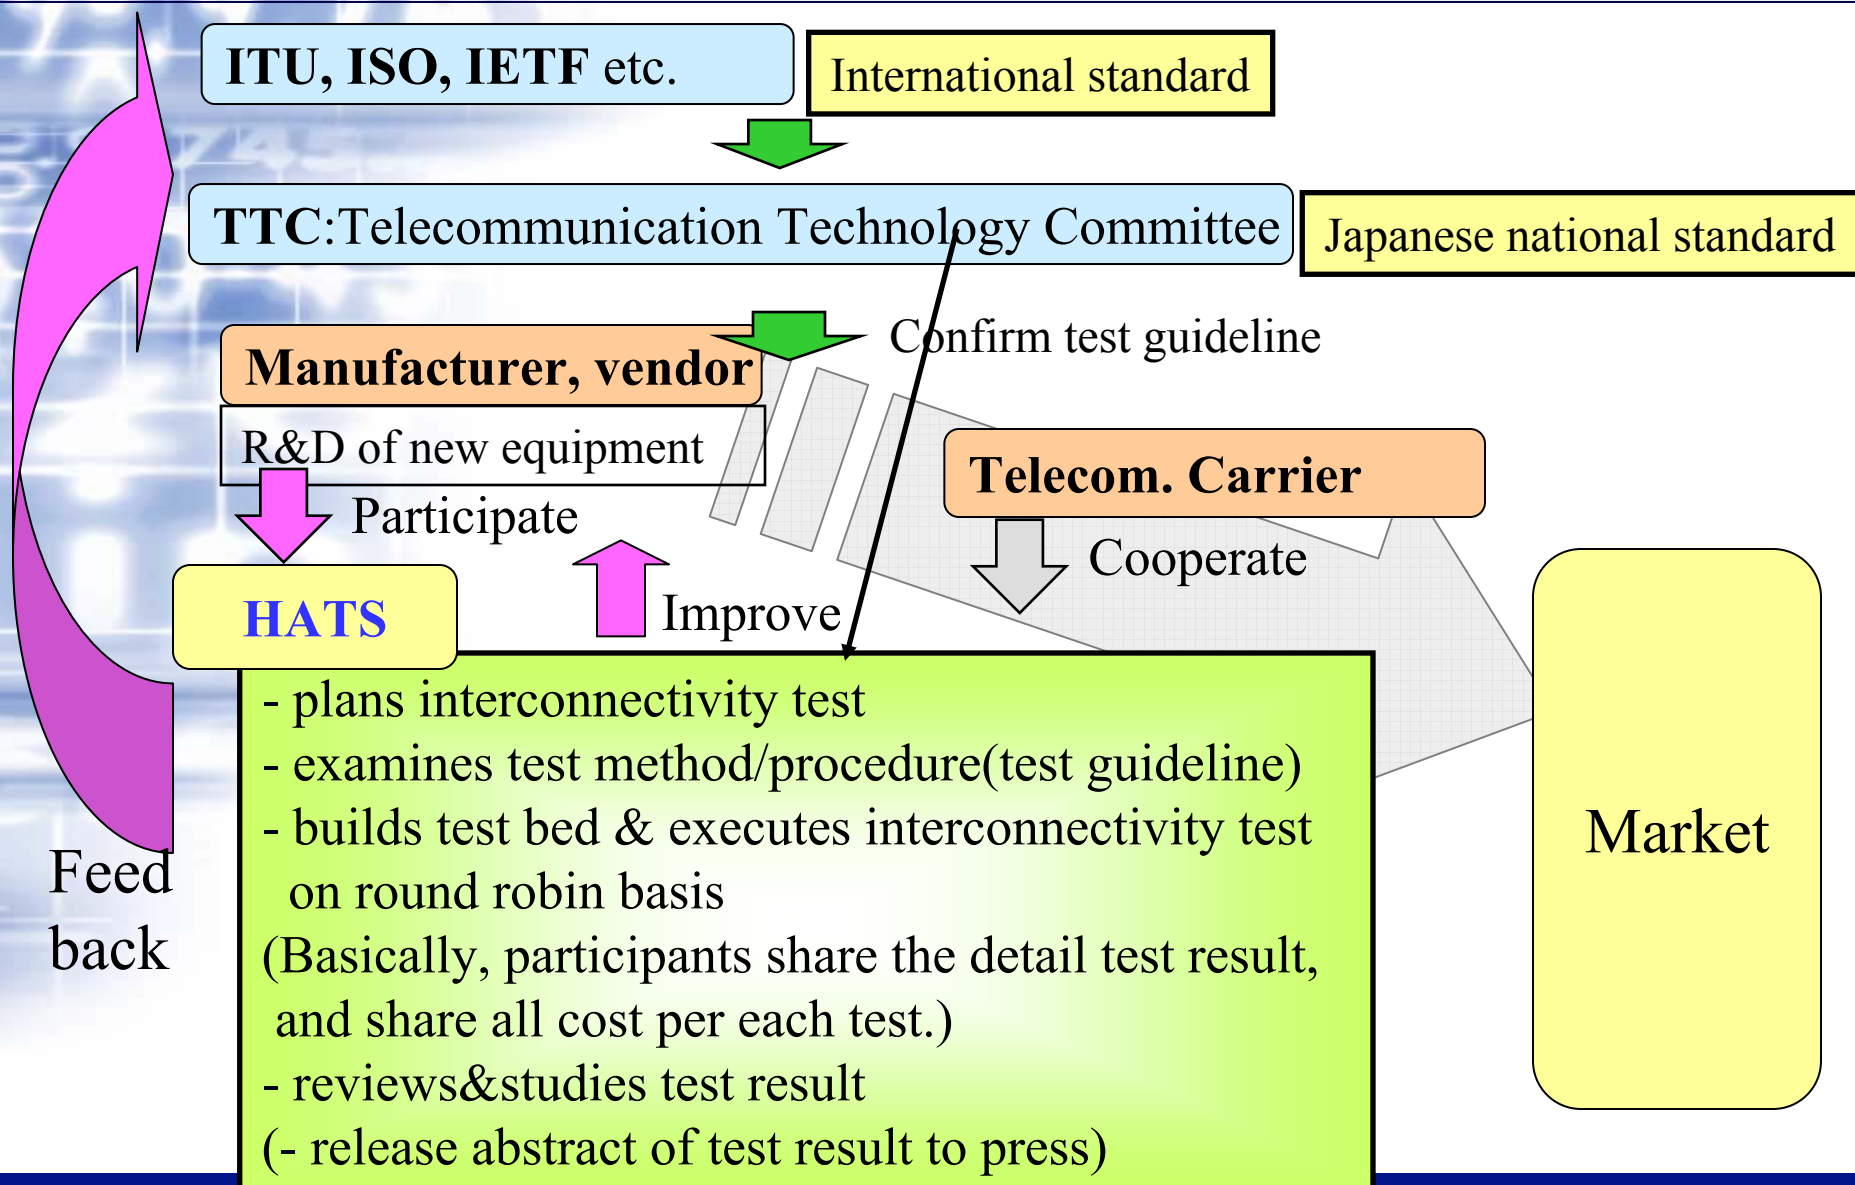 ITU, ISO, IETF etc.
International standard
TTC:Telecommunication Technology Committee
Japanese national standard
Confirm test guideline
Manufacturer, vendor
R&D of new equipment
Telecom. Carrier
Participate
Cooperate
Improve
HATS
- plans interconnectivity test
- examines test method/procedure(test guideline)
- builds test bed & executes interconnectivity test
on round robin basis
(Basically, participants share the detail test result,
and share all cost per each test.)
- reviews&studies test result
(- release abstract of test result to press)
Feed
back
Market